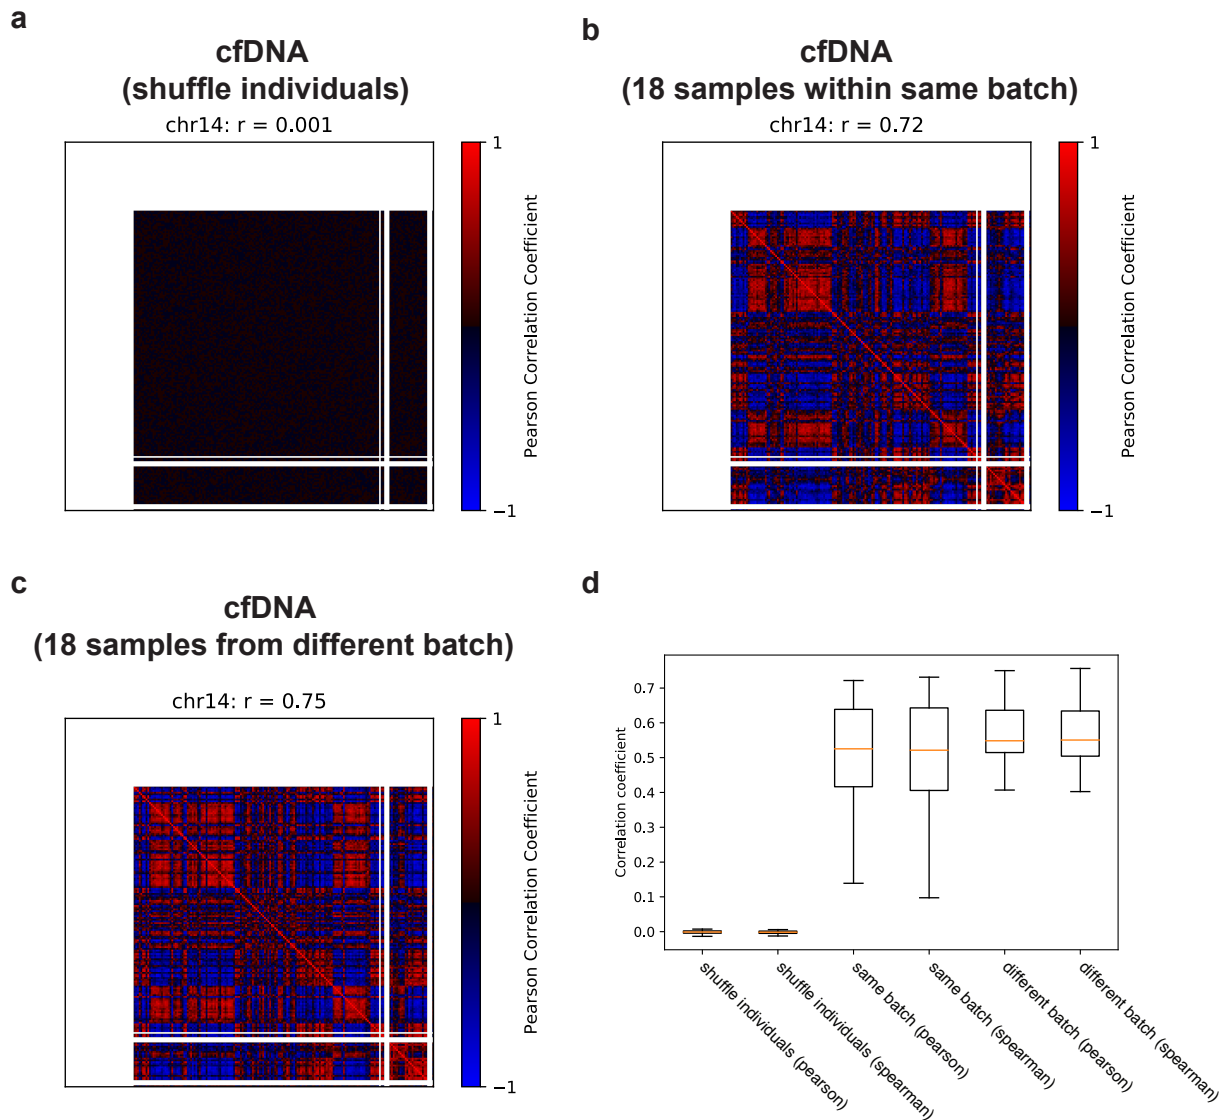 a
cfDNA
(shuffle individuals)
chr14: r = 0.001
1
Pearson Correlation Coefficient
−1
b
cfDNA
(18 samples within same batch)
chr14: r = 0.72
1
Pearson Correlation Coefficient
−1
c
cfDNA
(18 samples from different batch)
chr14: r = 0.75
1
Pearson Correlation Coefficient
−1
d
Correlation coefficient
0.7
0.6
0.5
0.4
0.3
0.2
0.1
0.0
shuffle individuals (pearson)
shuffle individuals (spearman)
same batch (pearson)
same batch (spearman)
different batch (pearson)
different batch (spearman)